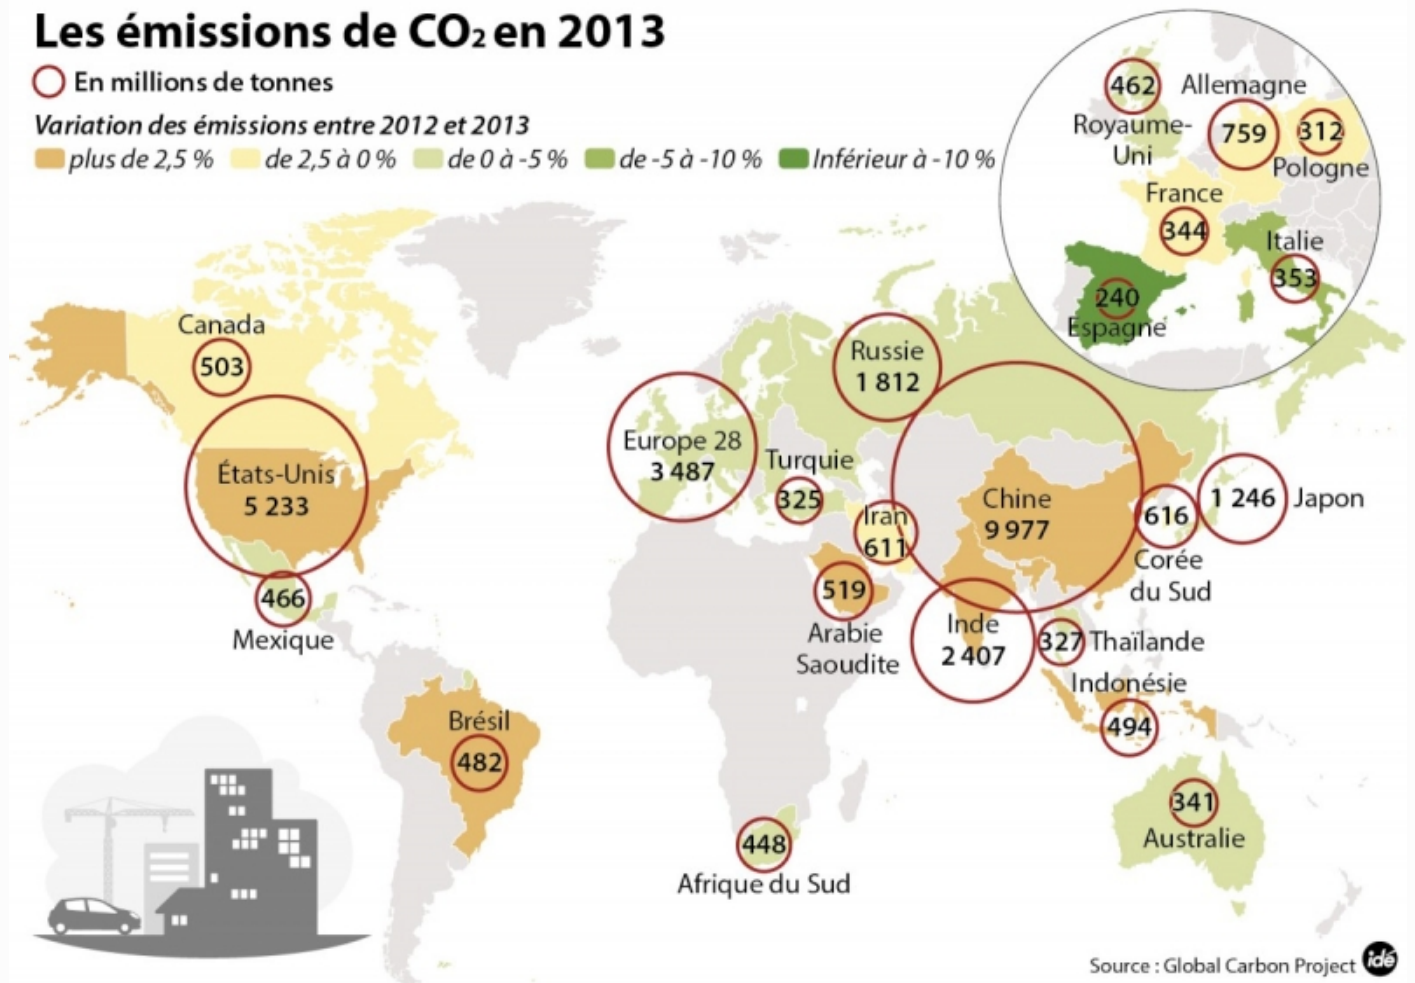 Les émissions de CO₂ en 2013
En millions de tonnes
Variation des émissions entre 2012 et 2013
plus de 2,5 %
de 2,5 à 0 %
de 0 à -5 %
de -5 à -10 %
Inférieur à -10 %
462
Royaume-
Uni
Allemagne
759
312
Pologne
France
344
Italie
353
240
Espagne
Canada
503
États-Unis
5 233
466
Mexique
Brésil
482
Europe 28
3 487
Russie
1 812
Turquie
325
Iran
611
519
Arabie
Saoudite
Chine
9 977
616
Corée
du Sud
1 246 Japon
Inde
2 407
327 Thaïlande
Indonésie
494
341
Australie
448
Afrique du Sud
Source : Global Carbon Project
idé